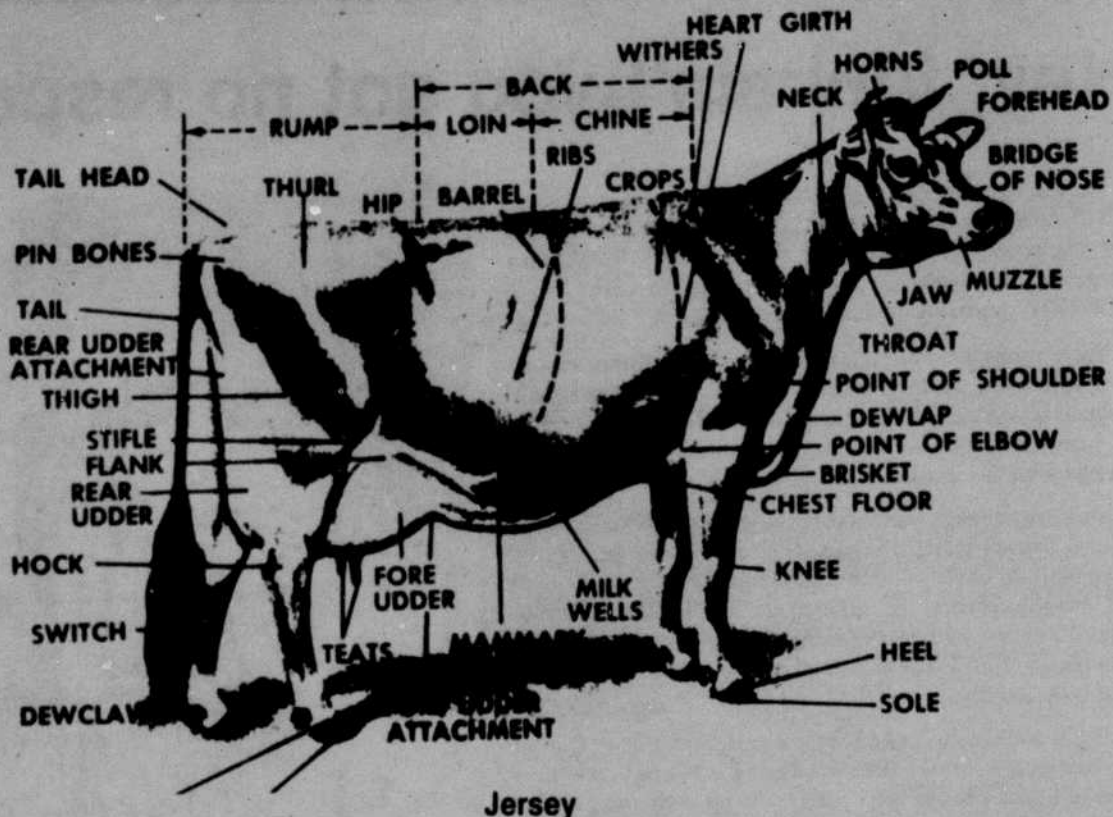 HEART GIRTH
WITHERS
HORNS
POLL
BACK
NECK
FOREHEAD
RUMP
LOIN
CHINE
RIBS
BRIDGE
OF NOSE
TAIL HEAD
THURL
HIP
BARREL
CROPS
PIN BONES
JAW
MUZZLE
TAIL
THROAT
REAR UDDER
ATTACHMENT
THIGH
POINT OF SHOULDER
DEWLAP
STIFLE
POINT OF ELBOW
FLANK
BRISKET
REAR
UDDER
CHEST FLOOR
HOCK
FORE
UDDER
MILK
WELLS
KNEE
SWITCH
TEATS
MAMMARY
HEEL
SOLE
DEWCLAW
UDDER
ATTACHMENT
Jersey